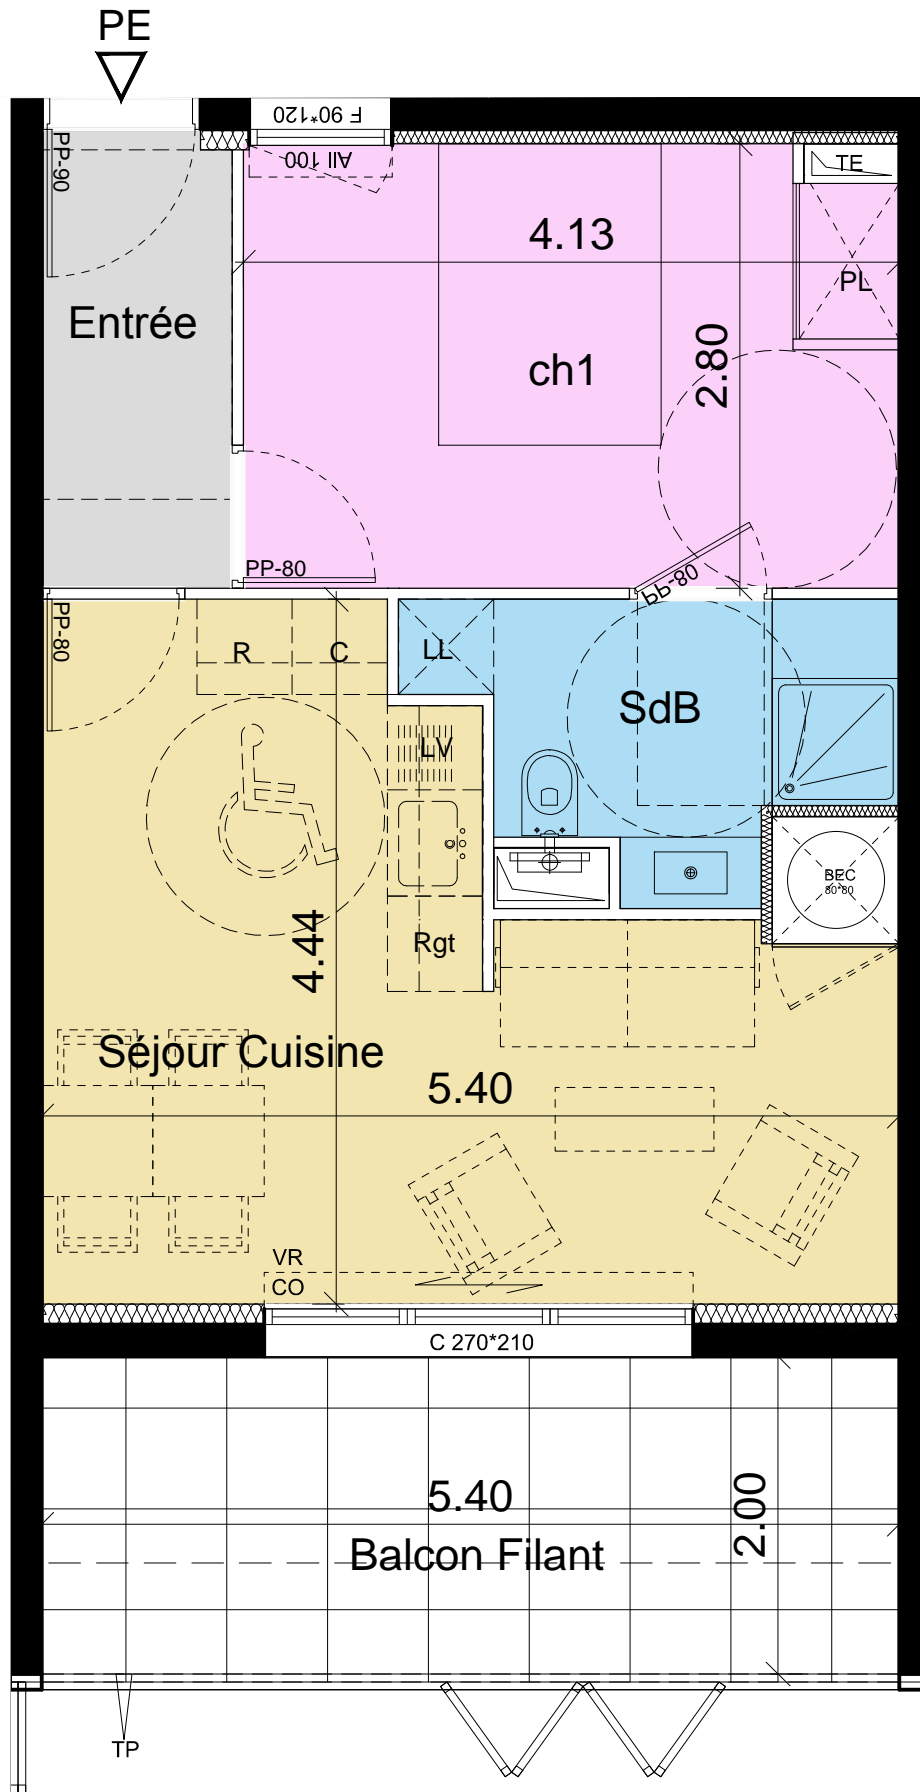 PE
F 90*120
All 100
PP-90
TE
4.13
PL
Entrée
2.80
ch1
PP-80
PP-80
PP-80
R
C
LL
SdB
LV
BEC
80*80
Rgt
4.44
Séjour Cuisine
5.40
VR
CO
C 270*210
5.40
2.00
Balcon Filant
TP